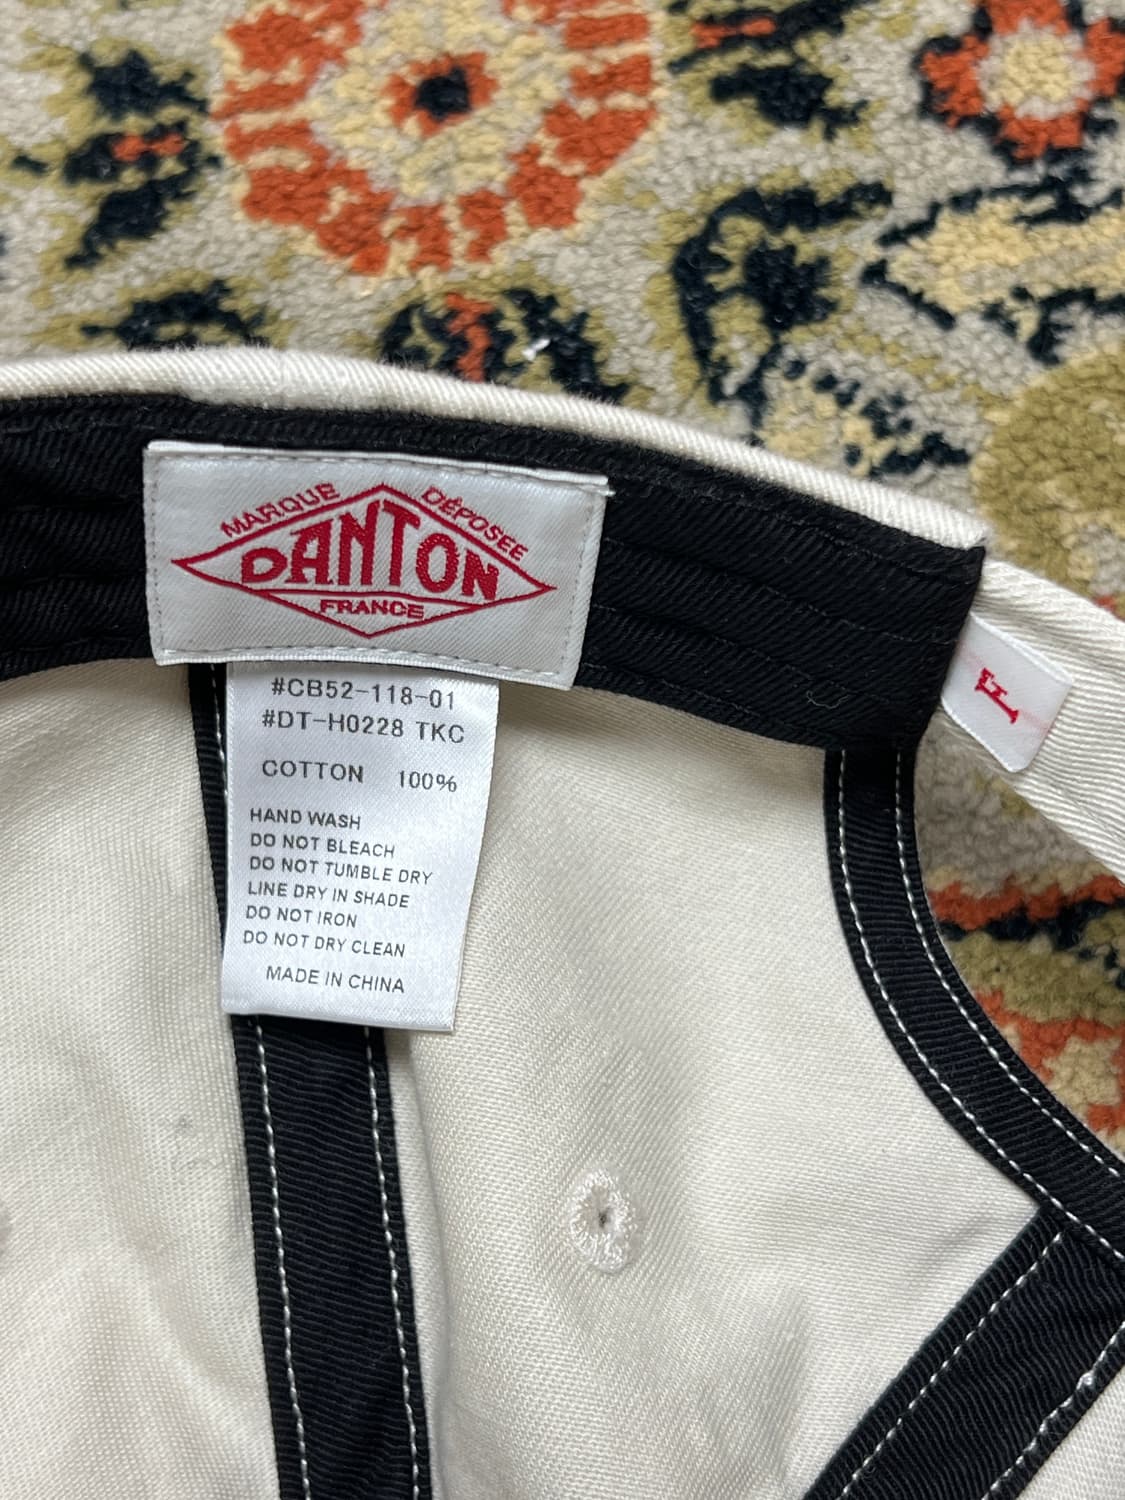 MARQUE DÉPOSÉE
DANTON
FRANCE
#CB52-118-01
#DT-H0228 TKC
COTTON 100%
HAND WASH
DO NOT BLEACH
DO NOT TUMBLE DRY
LINE DRY IN SHADE
DO NOT IRON
DO NOT DRY CLEAN
MADE IN CHINA
F